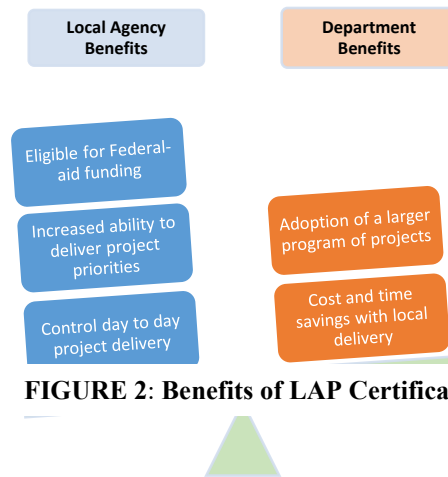 Local Agency
Benefits
Department
Benefits
Eligible for Federal-
aid funding
Increased ability to
deliver project
priorities
Control day to day
project delivery
Adoption of a larger
program of projects
Cost and time
savings with local
delivery
FIGURE 2: Benefits of LAP Certifica